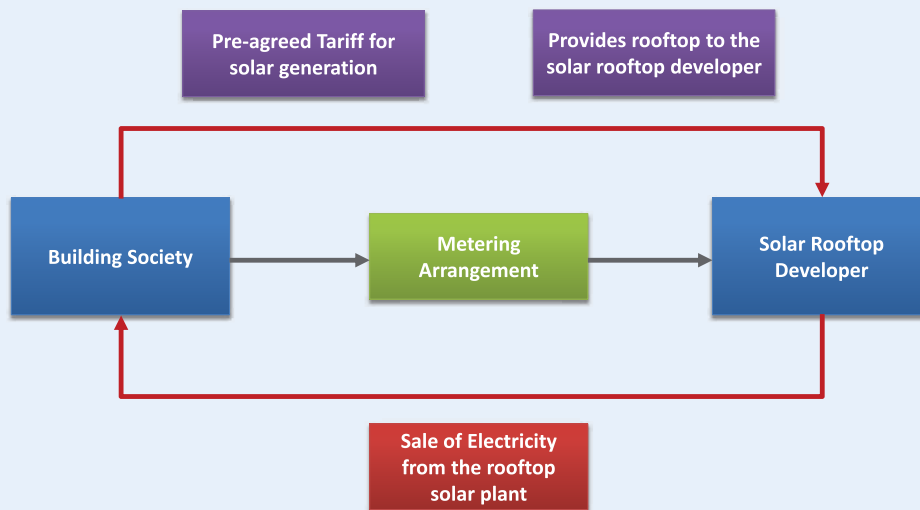 Pre-agreed Tariff for
solar generation
Provides rooftop to the
solar rooftop developer
Building Society
Metering
Arrangement
Solar Rooftop
Developer
Sale of Electricity
from the rooftop
solar plant